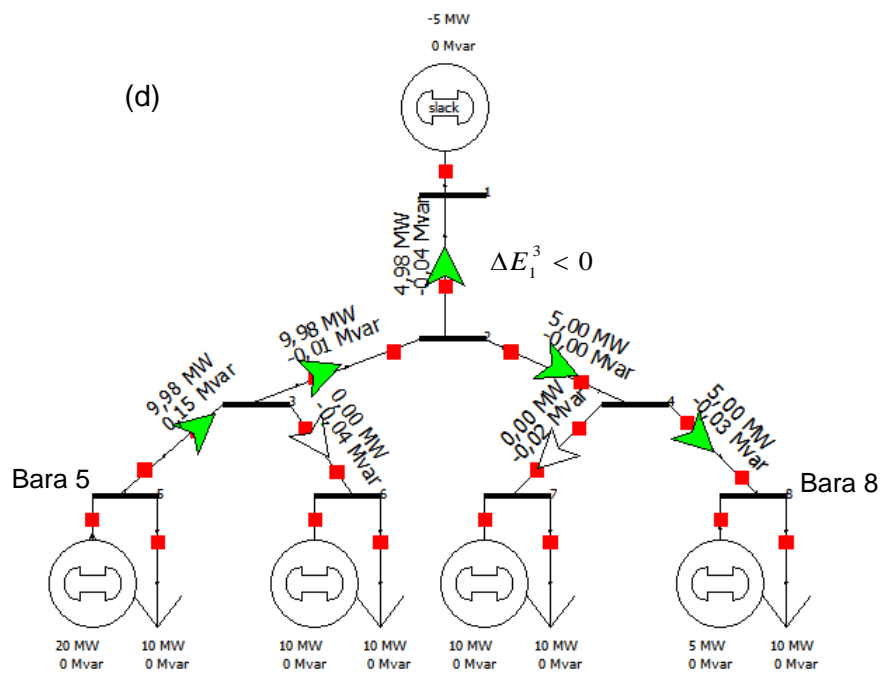 -5 MW
0 Mvar
(d)
slack
1
4,98 MW
-0,04 Mvar
ΔE₁³ < 0
9,98 MW
-0,01 Mvar
2
5,00 MW
-0,00 Mvar
9,98 MW
0,15 Mvar
3
0,00 MW
-0,04 Mvar
0,00 MW
-0,02 Mvar
4
5,00 MW
-0,03 Mvar
Bara 5
5
6
7
8
Bara 8
20 MW
0 Mvar
10 MW
0 Mvar
10 MW
0 Mvar
10 MW
0 Mvar
10 MW
0 Mvar
10 MW
0 Mvar
5 MW
0 Mvar
10 MW
0 Mvar